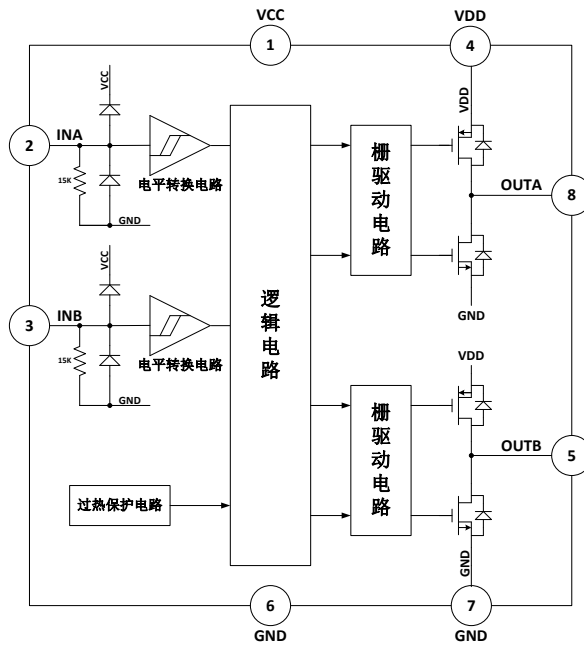 VCC
VDD
1
4
VCC
VDD
2
INA
15K
GND
电平转换电路
栅驱动电路
OUTA
8
GND
VCC
3
INB
15K
GND
电平转换电路
逻辑电路
VDD
栅驱动电路
OUTB
5
过热保护电路
GND
6
7
GND
GND